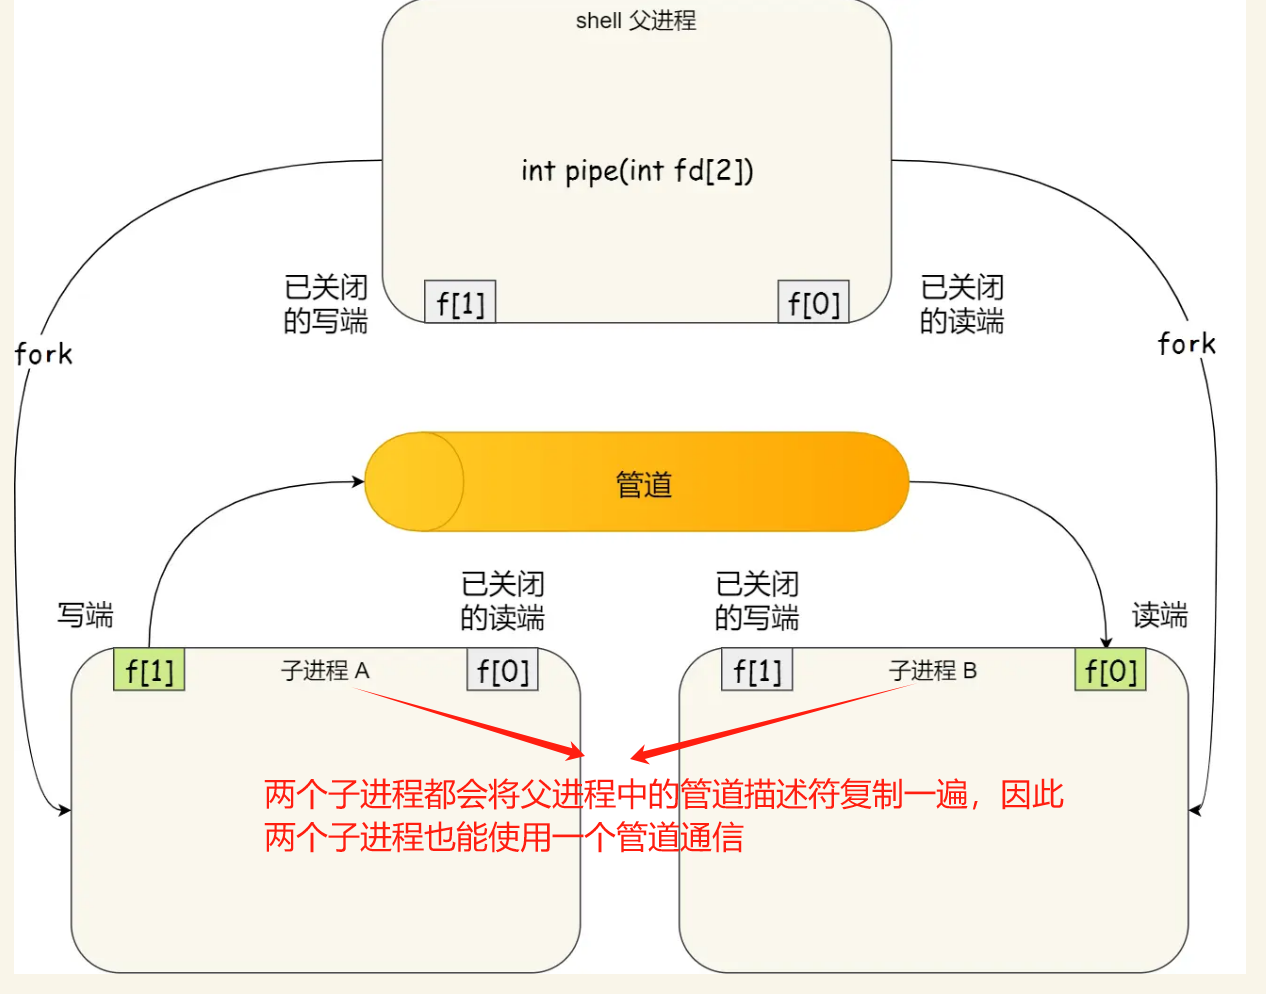 shell 父进程
int pipe(int fd[2])
已关闭
的写端
f[1]
f[0]
已关闭
的读端
fork
fork
管道
写端
已关闭
的读端
已关闭
的写端
读端
f[1]
子进程 A
f[0]
f[1]
子进程 B
f[0]
两个子进程都会将父进程中的管道描述符复制一遍，因此
两个子进程也能使用一个管道通信